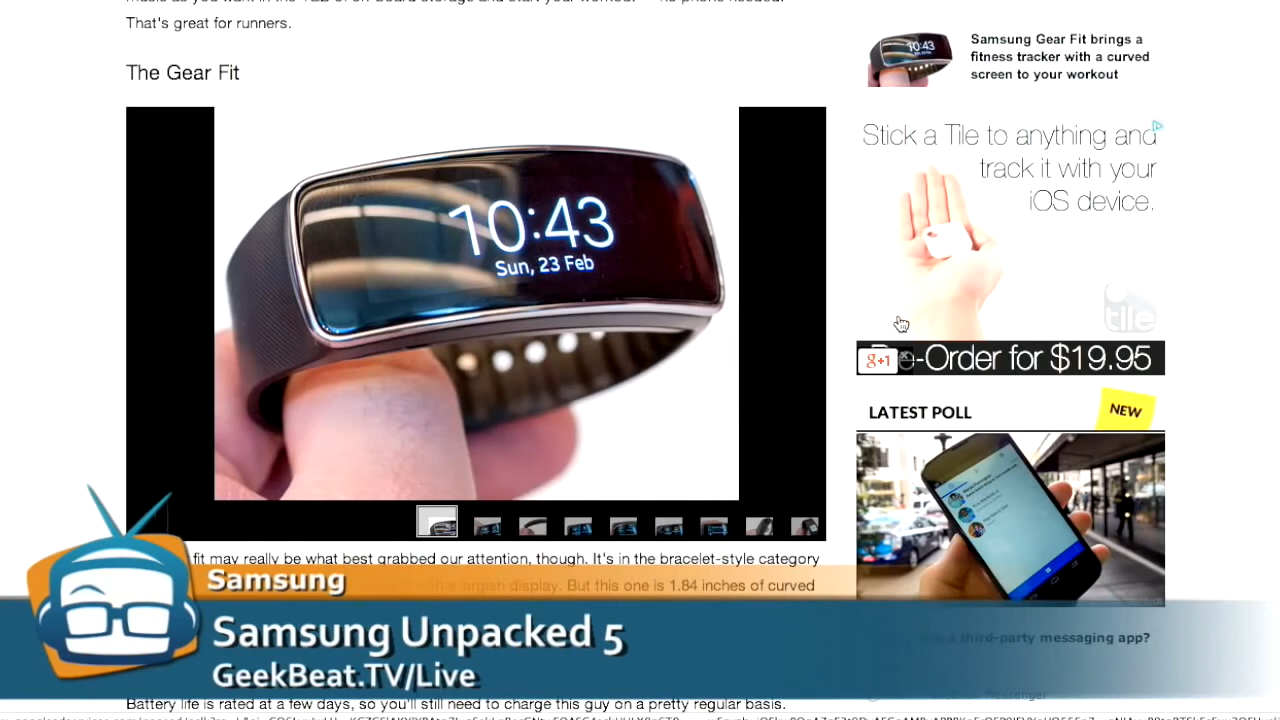 That's great for runners.
The Gear Fit
10:43
Sun, 23 Feb
fit may really be what best grabbed our attention, though. It's in the bracelet-style category
display. But this one is 1.84 inches of curved
Samsung
Samsung Unpacked 5
GeekBeat.TV/Live
Battery life is rated at a few days, so you'll still need to charge this guy on a pretty regular basis.
10:43
Samsung Gear Fit brings a
fitness tracker with a curved
screen to your workout
Stick a Tile to anything and
track it with your
iOS device.
tile
-Order for $19.95
g+1
LATEST POLL
NEW
a third-party messaging app?